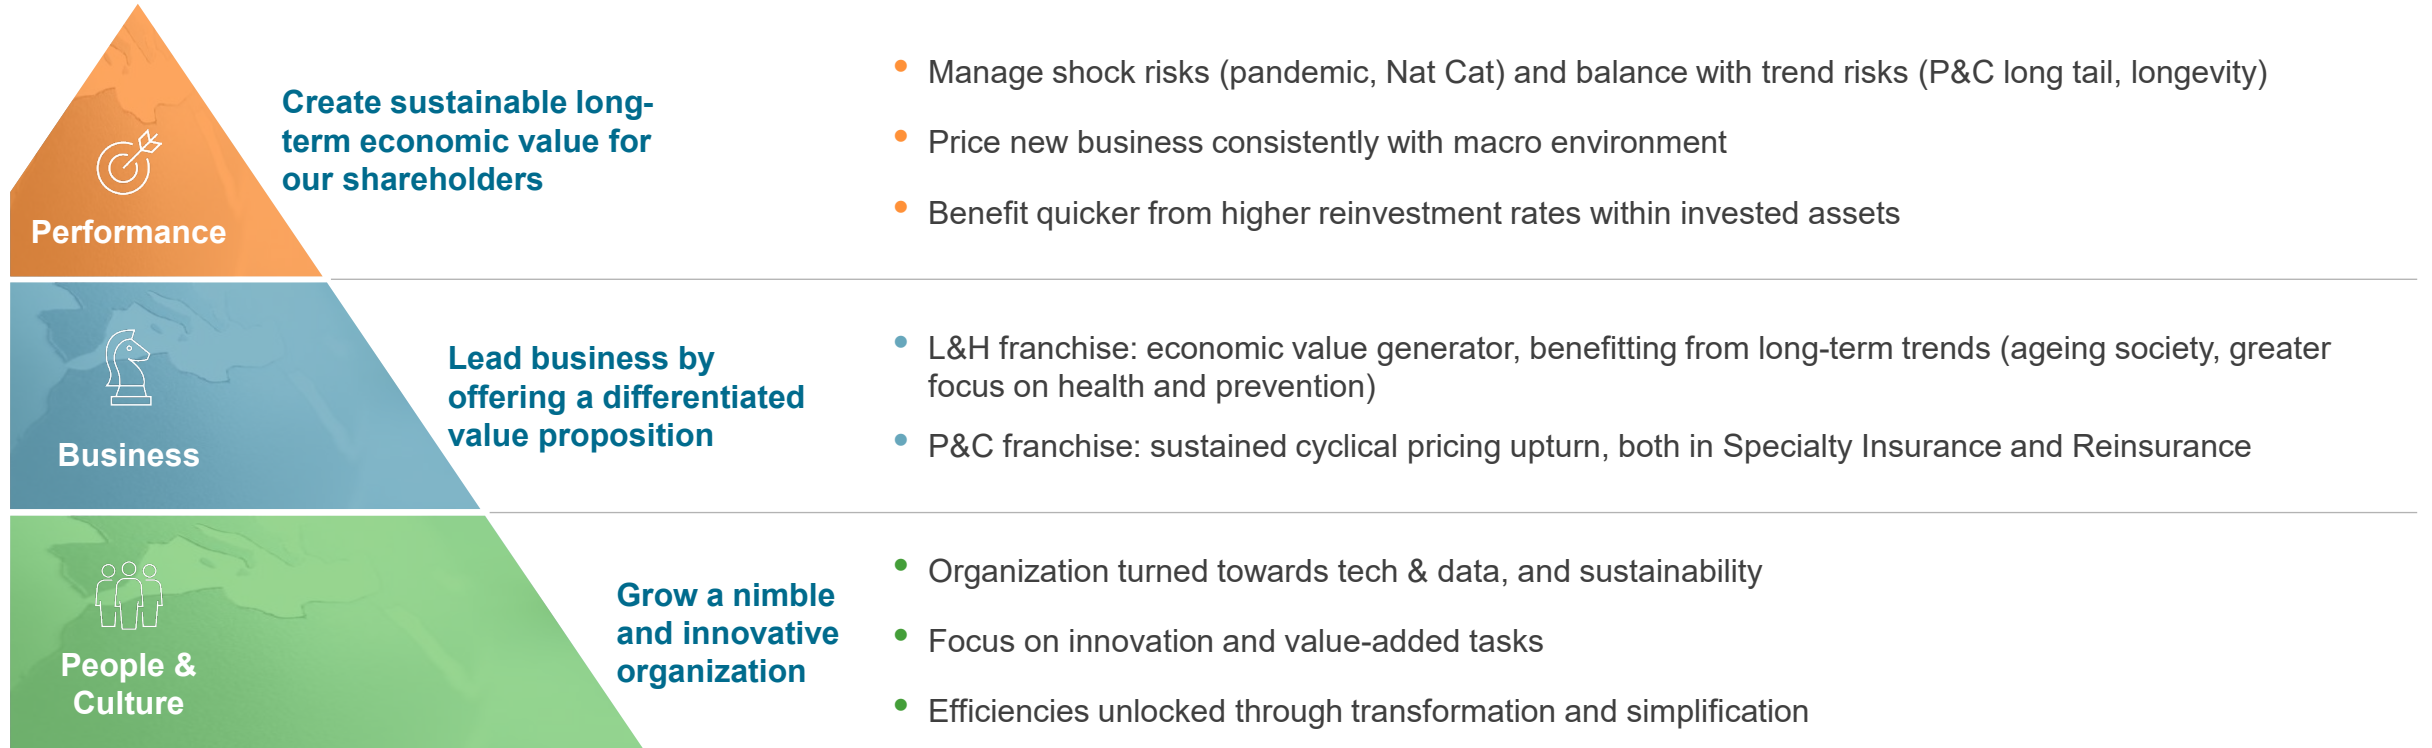 Performance
Create sustainable long-
term economic value for
our shareholders
Manage shock risks (pandemic, Nat Cat) and balance with trend risks (P&C long tail, longevity)
Price new business consistently with macro environment
Benefit quicker from higher reinvestment rates within invested assets
Business
Lead business by
offering a differentiated
value proposition
L&H franchise: economic value generator, benefitting from long-term trends (ageing society, greater
focus on health and prevention)
P&C franchise: sustained cyclical pricing upturn, both in Specialty Insurance and Reinsurance
People &
Culture
Grow a nimble
and innovative
organization
Organization turned towards tech & data, and sustainability
Focus on innovation and value-added tasks
Efficiencies unlocked through transformation and simplification